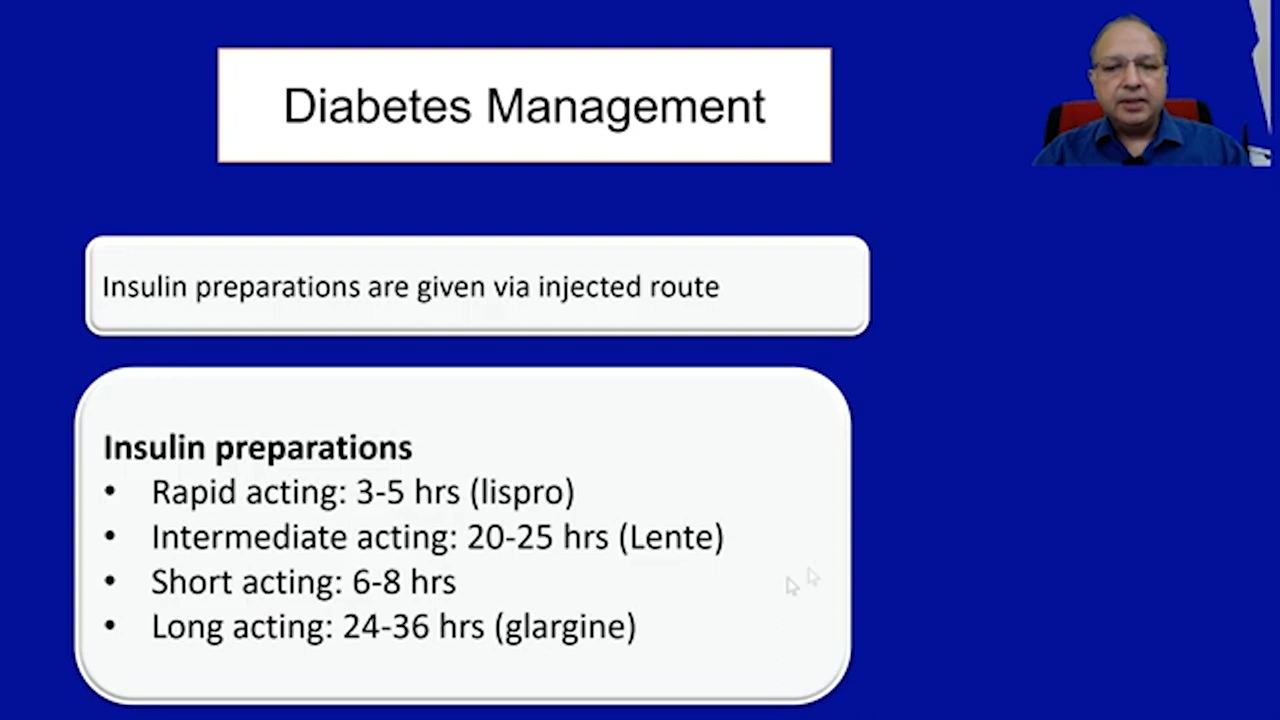 Diabetes Management
Insulin preparations are given via injected route
Insulin preparations
• Rapid acting: 3-5 hrs (lispro)
• Intermediate acting: 20-25 hrs (Lente)
• Short acting: 6-8 hrs
• Long acting: 24-36 hrs (glargine)